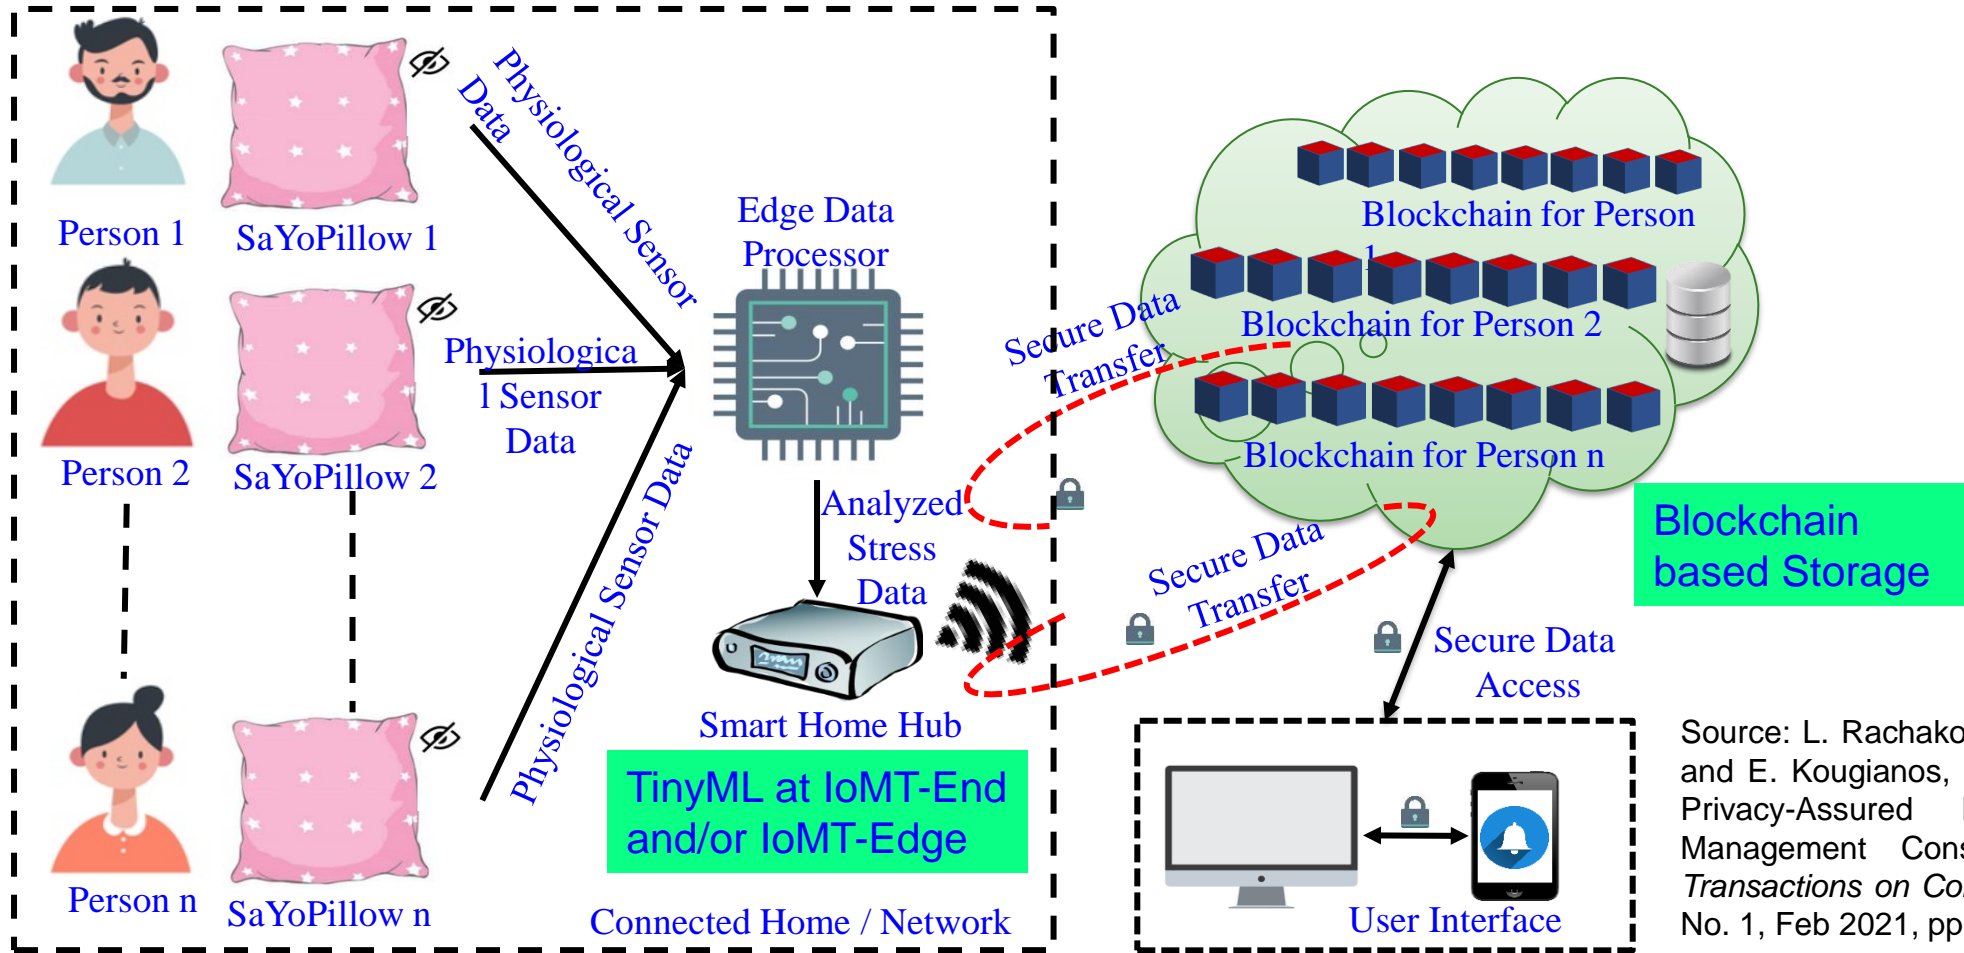 Person 1
SaYoPillow 1
Physiological Sensor
Data
Person 2
SaYoPillow 2
Physiologica
l Sensor
Data
Person n
SaYoPillow n
Physiological Sensor Data
Edge Data
Processor
Analyzed
Stress
Data
Smart Home Hub
TinyML at IoMT-End
and/or IoMT-Edge
Connected Home / Network
Secure Data
Transfer
Secure Data
Transfer
Blockchain for Person
1
Blockchain for Person 2
Blockchain for Person n
Blockchain
based Storage
Secure Data
Access
User Interface
Source: L. Rachako
and E. Kougianos,
Privacy-Assured
Management Cons
Transactions on Co
No. 1, Feb 2021, pp